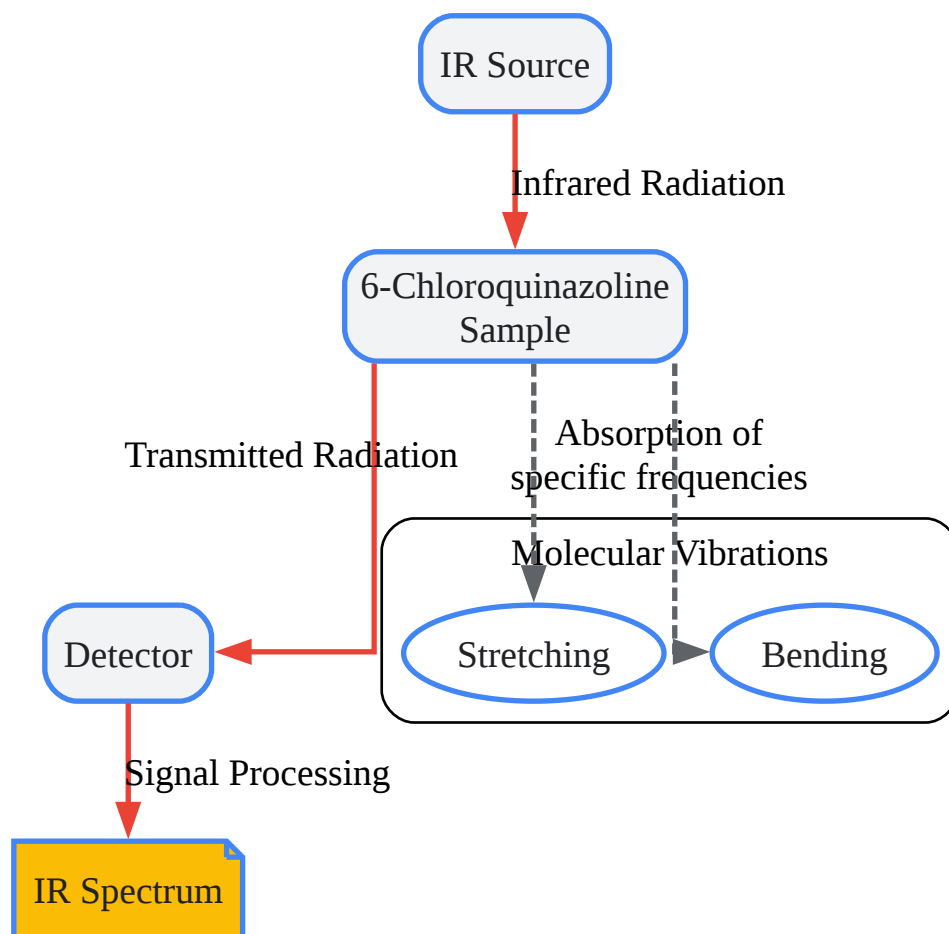 IR Source
Infrared Radiation
6-Chloroquinazoline
Sample
Transmitted Radiation
Absorption of
specific frequencies
Molecular Vibrations
Detector
Stretching
Bending
Signal Processing
IR Spectrum